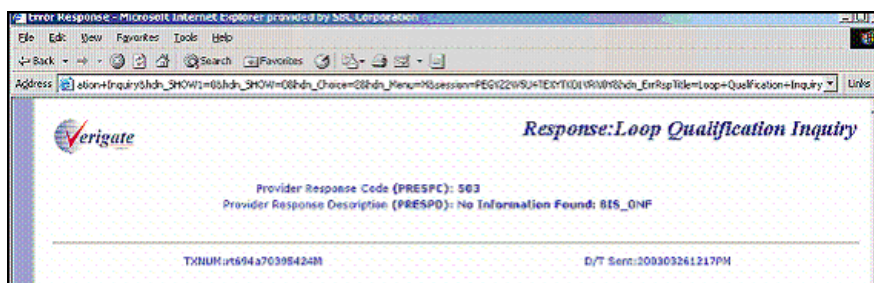 Error Response - Microsoft Internet Explorer provided by SBC Corporation
File Edit View Favorites Tools Help
Back Search Favorites
Address Links
Verigate
Response:Loop Qualification Inquiry
Provider Response Code (PRESPC): 503
Provider Response Description (PRESPD): No Information Found: BIS_ONF
TXNUM:rt694a70395424M
D/T Sent:200303261217PM